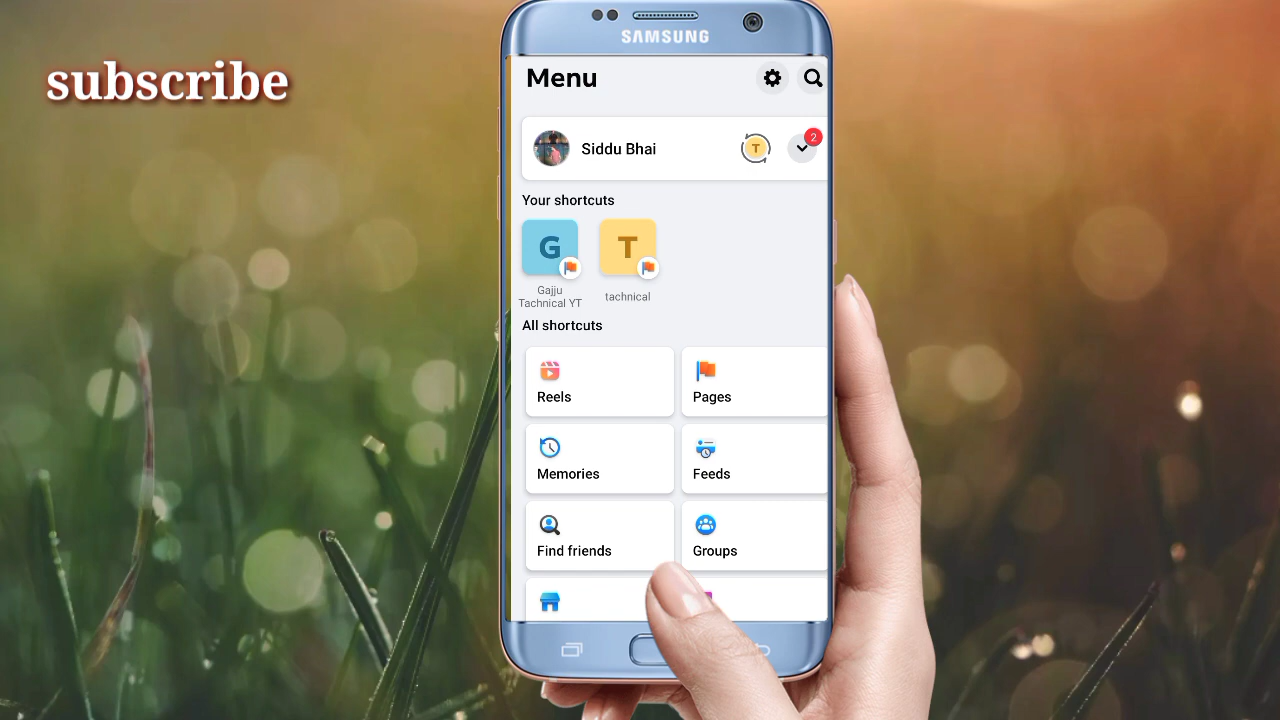 subscribe
SAMSUNG
Menu
Siddu Bhai
T
2
Your shortcuts
G
T
Gajju
Tachnical YT
tachnical
All shortcuts
Reels
Pages
Memories
Feeds
Find friends
Groups